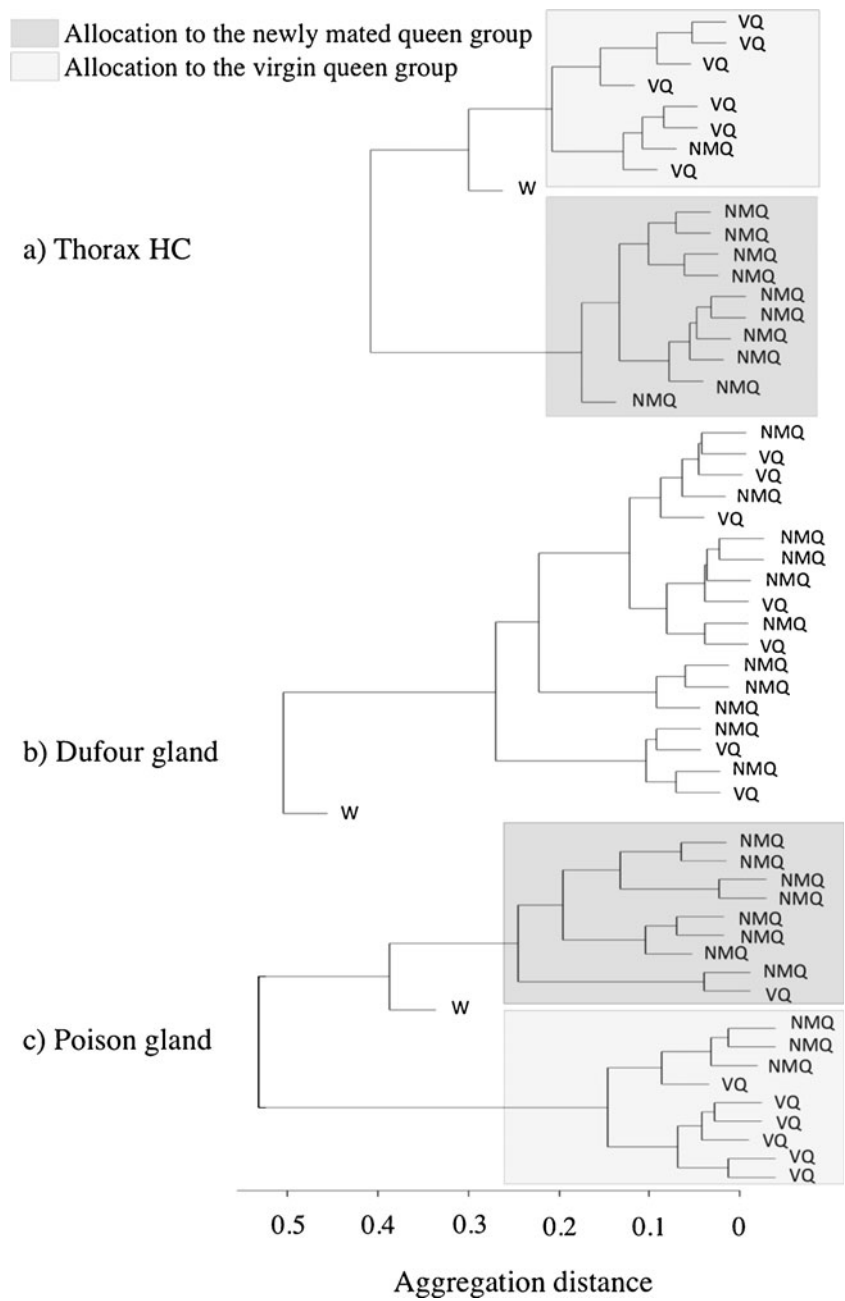 Allocation to the newly mated queen group
Allocation to the virgin queen group
VQ
VQ
VQ
VQ
VQ
VQ
NMQ
VQ
W
a) Thorax HC
NMQ
NMQ
NMQ
NMQ
NMQ
NMQ
NMQ
NMQ
NMQ
NMQ
NMQ
VQ
VQ
NMQ
VQ
NMQ
NMQ
NMQ
VQ
NMQ
VQ
NMQ
NMQ
NMQ
NMQ
VQ
NMQ
VQ
b) Dufour gland
W
NMQ
NMQ
NMQ
NMQ
NMQ
NMQ
NMQ
NMQ
VQ
W
c) Poison gland
NMQ
NMQ
NMQ
VQ
VQ
VQ
VQ
VQ
VQ
0.5 0.4 0.3 0.2 0.1 0
Aggregation distance